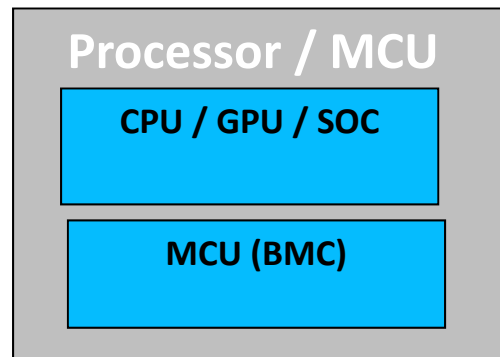 Processor / MCU
CPU / GPU / SOC
MCU (BMC)